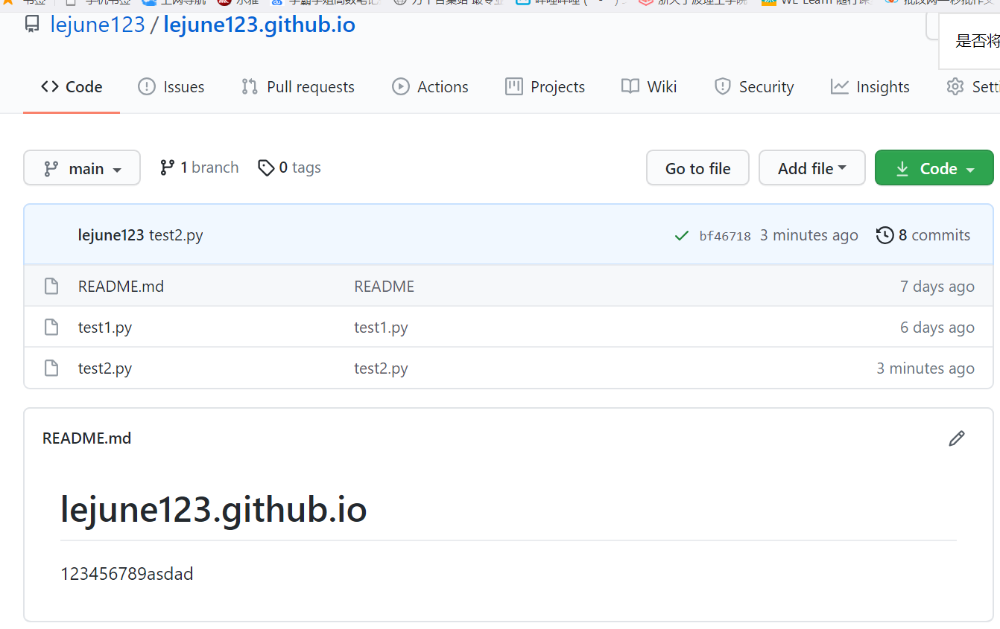 lejune123 / lejune123.github.io
是否将
Code Issues Pull requests Actions Projects Wiki Security Insights
main 1 branch 0 tags Go to file Add file Code
lejune123 test2.py bf46718 3 minutes ago 8 commits
README.md README 7 days ago
test1.py test1.py 6 days ago
test2.py test2.py 3 minutes ago
README.md
lejune123.github.io
123456789asdad